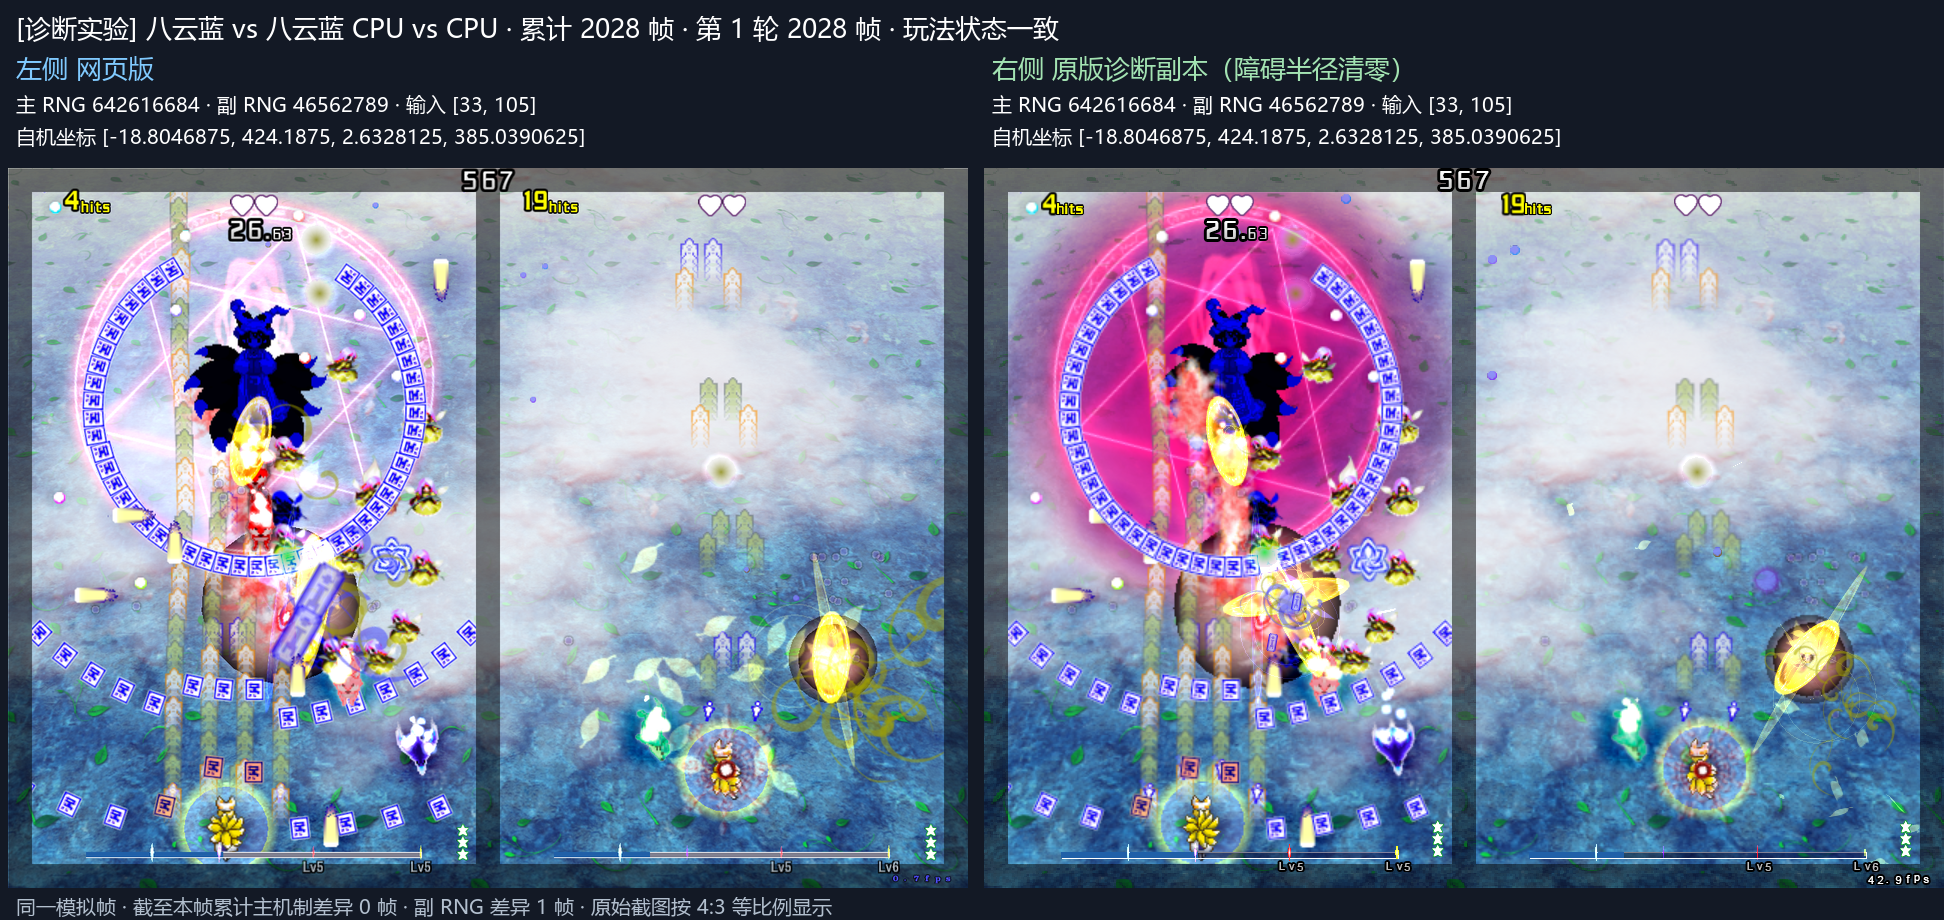 [诊断实验] 八云蓝 vs 八云蓝 CPU vs CPU · 累计 2028 帧 · 第 1 轮 2028 帧 · 玩法状态一致
左侧 网页版
主 RNG 642616684 · 副 RNG 46562789 · 输入 [33, 105]
自机坐标 [-18.8046875, 424.1875, 2.6328125, 385.0390625]
右侧 原版诊断副本（障碍半径清零）
主 RNG 642616684 · 副 RNG 46562789 · 输入 [33, 105]
自机坐标 [-18.8046875, 424.1875, 2.6328125, 385.0390625]
567
4hits
26.63
19hits
Lv5
Lv5
Lv5
Lv6
0.7fps
567
4hits
26.63
19hits
Lv5
Lv5
Lv5
Lv6
42.9fps
同一模拟帧 · 截至本帧累计主机制差异 0 帧 · 副 RNG 差异 1 帧 · 原始截图按 4:3 等比例显示